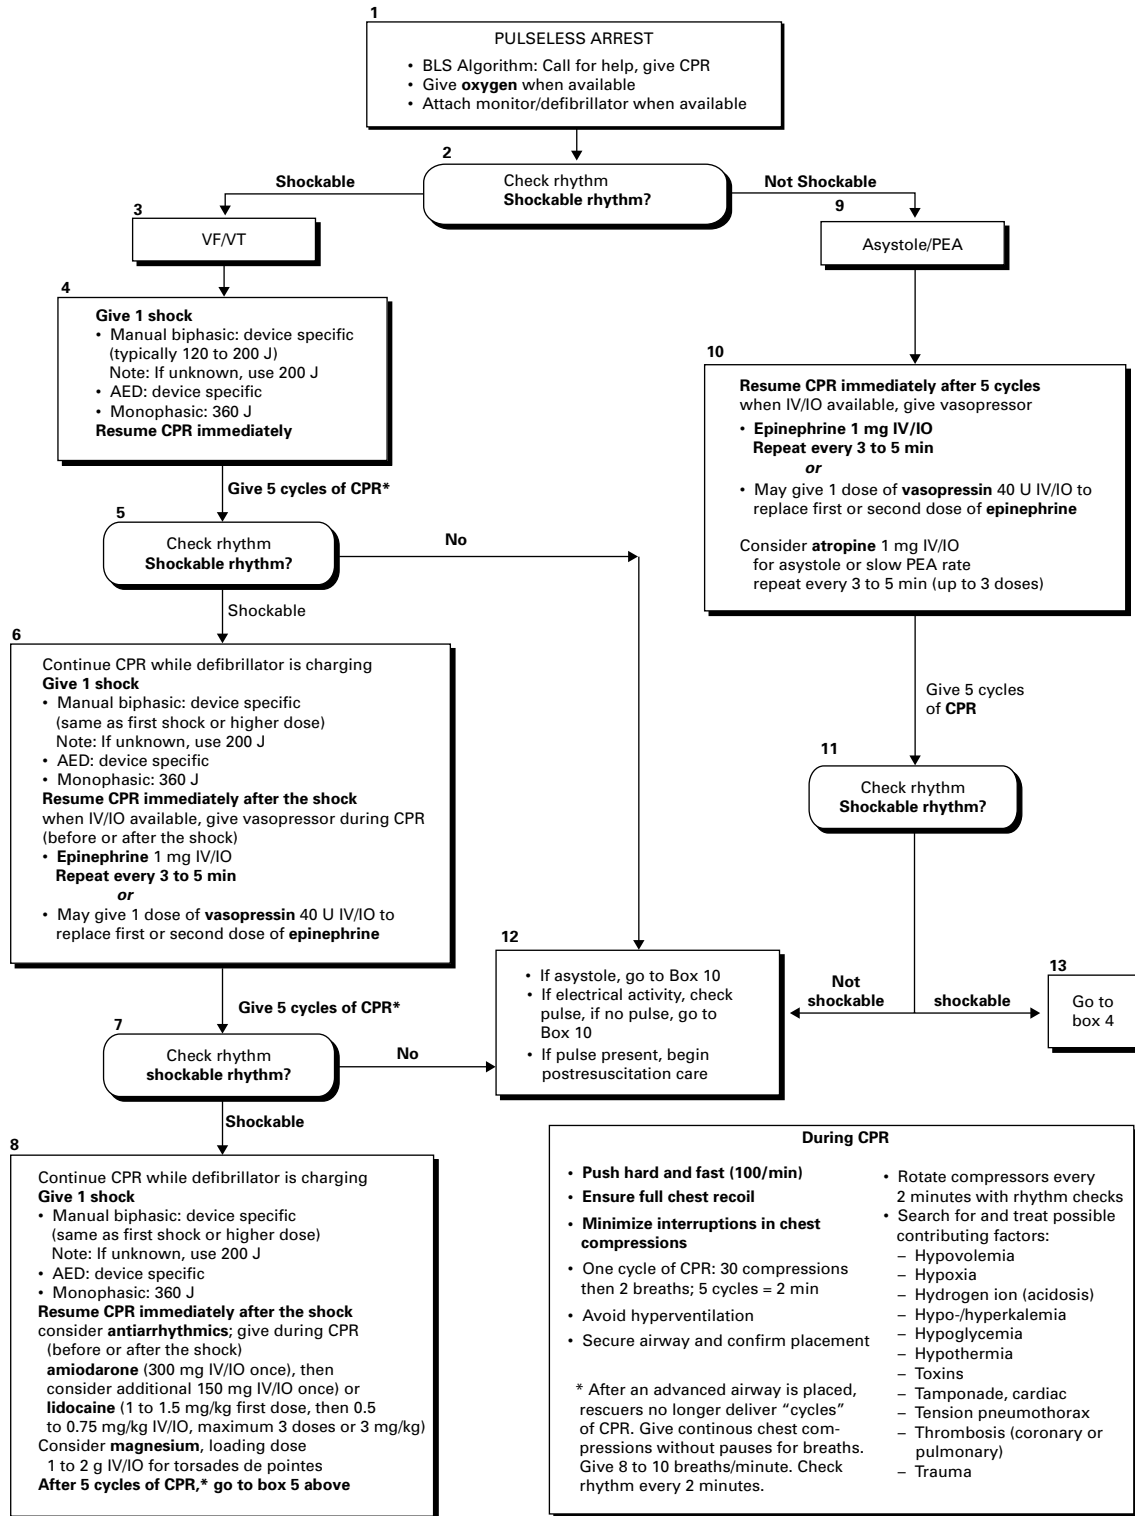 1
PULSELESS ARREST
• BLS Algorithm: Call for help, give CPR
• Give oxygen when available
• Attach monitor/defibrillator when available
2
Check rhythm
Shockable rhythm?
Shockable
Not Shockable
3
VF/VT
4
Give 1 shock
• Manual biphasic: device specific
(typically 120 to 200 J)
Note: If unknown, use 200 J
• AED: device specific
• Monophasic: 360 J
Resume CPR immediately
Give 5 cycles of CPR*
5
Check rhythm
Shockable rhythm?
No
Shockable
6
Continue CPR while defibrillator is charging
Give 1 shock
• Manual biphasic: device specific
(same as first shock or higher dose)
Note: If unknown, use 200 J
• AED: device specific
• Monophasic: 360 J
Resume CPR immediately after the shock
when IV/IO available, give vasopressor during CPR
(before or after the shock)
• Epinephrine 1 mg IV/IO
Repeat every 3 to 5 min
or
• May give 1 dose of vasopressin 40 U IV/IO to
replace first or second dose of epinephrine
Give 5 cycles of CPR*
7
Check rhythm
shockable rhythm?
No
Shockable
8
Continue CPR while defibrillator is charging
Give 1 shock
• Manual biphasic: device specific
(same as first shock or higher dose)
Note: If unknown, use 200 J
• AED: device specific
• Monophasic: 360 J
Resume CPR immediately after the shock
consider antiarrhythmics; give during CPR
(before or after the shock)
amiodarone (300 mg IV/IO once), then
consider additional 150 mg IV/IO once) or
lidocaine (1 to 1.5 mg/kg first dose, then 0.5
to 0.75 mg/kg IV/IO, maximum 3 doses or 3 mg/kg)
Consider magnesium, loading dose
1 to 2 g IV/IO for torsades de pointes
After 5 cycles of CPR,* go to box 5 above
9
Asystole/PEA
10
Resume CPR immediately after 5 cycles
when IV/IO available, give vasopressor
• Epinephrine 1 mg IV/IO
Repeat every 3 to 5 min
or
• May give 1 dose of vasopressin 40 U IV/IO to
replace first or second dose of epinephrine
Consider atropine 1 mg IV/IO
for asystole or slow PEA rate
repeat every 3 to 5 min (up to 3 doses)
Give 5 cycles
of CPR
11
Check rhythm
Shockable rhythm?
Not
shockable
shockable
12
• If asystole, go to Box 10
• If electrical activity, check
pulse, if no pulse, go to
Box 10
• If pulse present, begin
postresuscitation care
13
Go to
box 4
During CPR
• Push hard and fast (100/min)
• Ensure full chest recoil
• Minimize interruptions in chest
compressions
• One cycle of CPR: 30 compressions
then 2 breaths; 5 cycles = 2 min
• Avoid hyperventilation
• Secure airway and confirm placement
* After an advanced airway is placed,
rescuers no longer deliver “cycles”
of CPR. Give continous chest com-
pressions without pauses for breaths.
Give 8 to 10 breaths/minute. Check
rhythm every 2 minutes.
• Rotate compressors every
2 minutes with rhythm checks
• Search for and treat possible
contributing factors:
– Hypovolemia
– Hypoxia
– Hydrogen ion (acidosis)
– Hypo-/hyperkalemia
– Hypoglycemia
– Hypothermia
– Toxins
– Tamponade, cardiac
– Tension pneumothorax
– Thrombosis (coronary or
pulmonary)
– Trauma